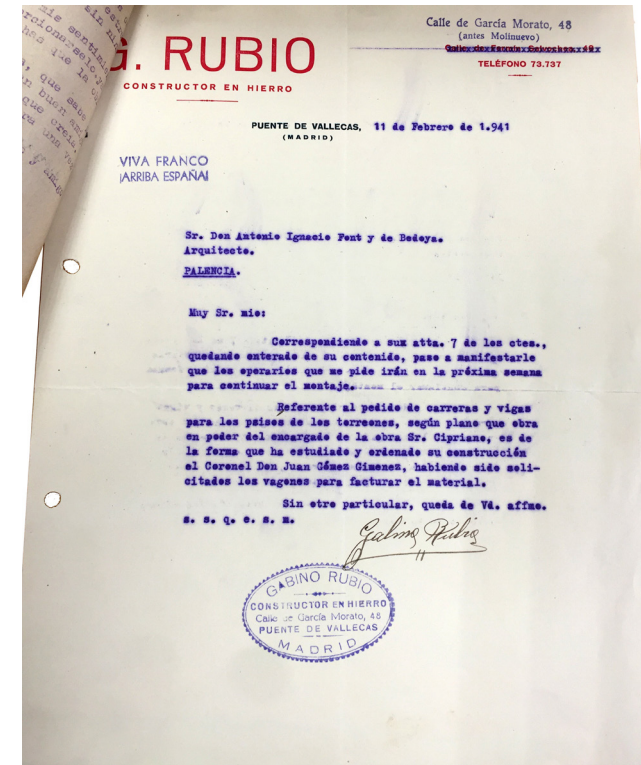 G. RUBIO
CONSTRUCTOR EN HIERRO
Calle de García Morato, 48
(antes Molinuevo)
TELÉFONO 73.737
PUENTE DE VALLECAS, 11 de Febrero de 1.941
(MADRID)
VIVA FRANCO
¡ARRIBA ESPAÑA!
Sr. Don Antonio Ignacio Font y de Bedoya.
Arquitecto.
PALENCIA.
Muy Sr. mio:
Correspondiendo a sux atta. 7 de los ctes.,
quedando enterado de su contenido, paso a manifestarle
que los operarios que me pide irán en la próxima semana
para continuar el montaje.
Referente al pedido de carreras y vigas
para los psisos de los torreones, según plano que obra
en poder del encargado de la obra Sr. Cipriano, es de
la forma que ha estudiado y ordenado su construcción
el Coronel Don Juan Gómez Gimenez, habiendo sido soli-
citados los vagones para facturar el material.
Sin otro particular, queda de Vd. affmo.
s. s. q. e. s. m.
Gabino Rubio
GABINO RUBIO
CONSTRUCTOR EN HIERRO
Calle de García Morato, 48
PUENTE DE VALLECAS
MADRID